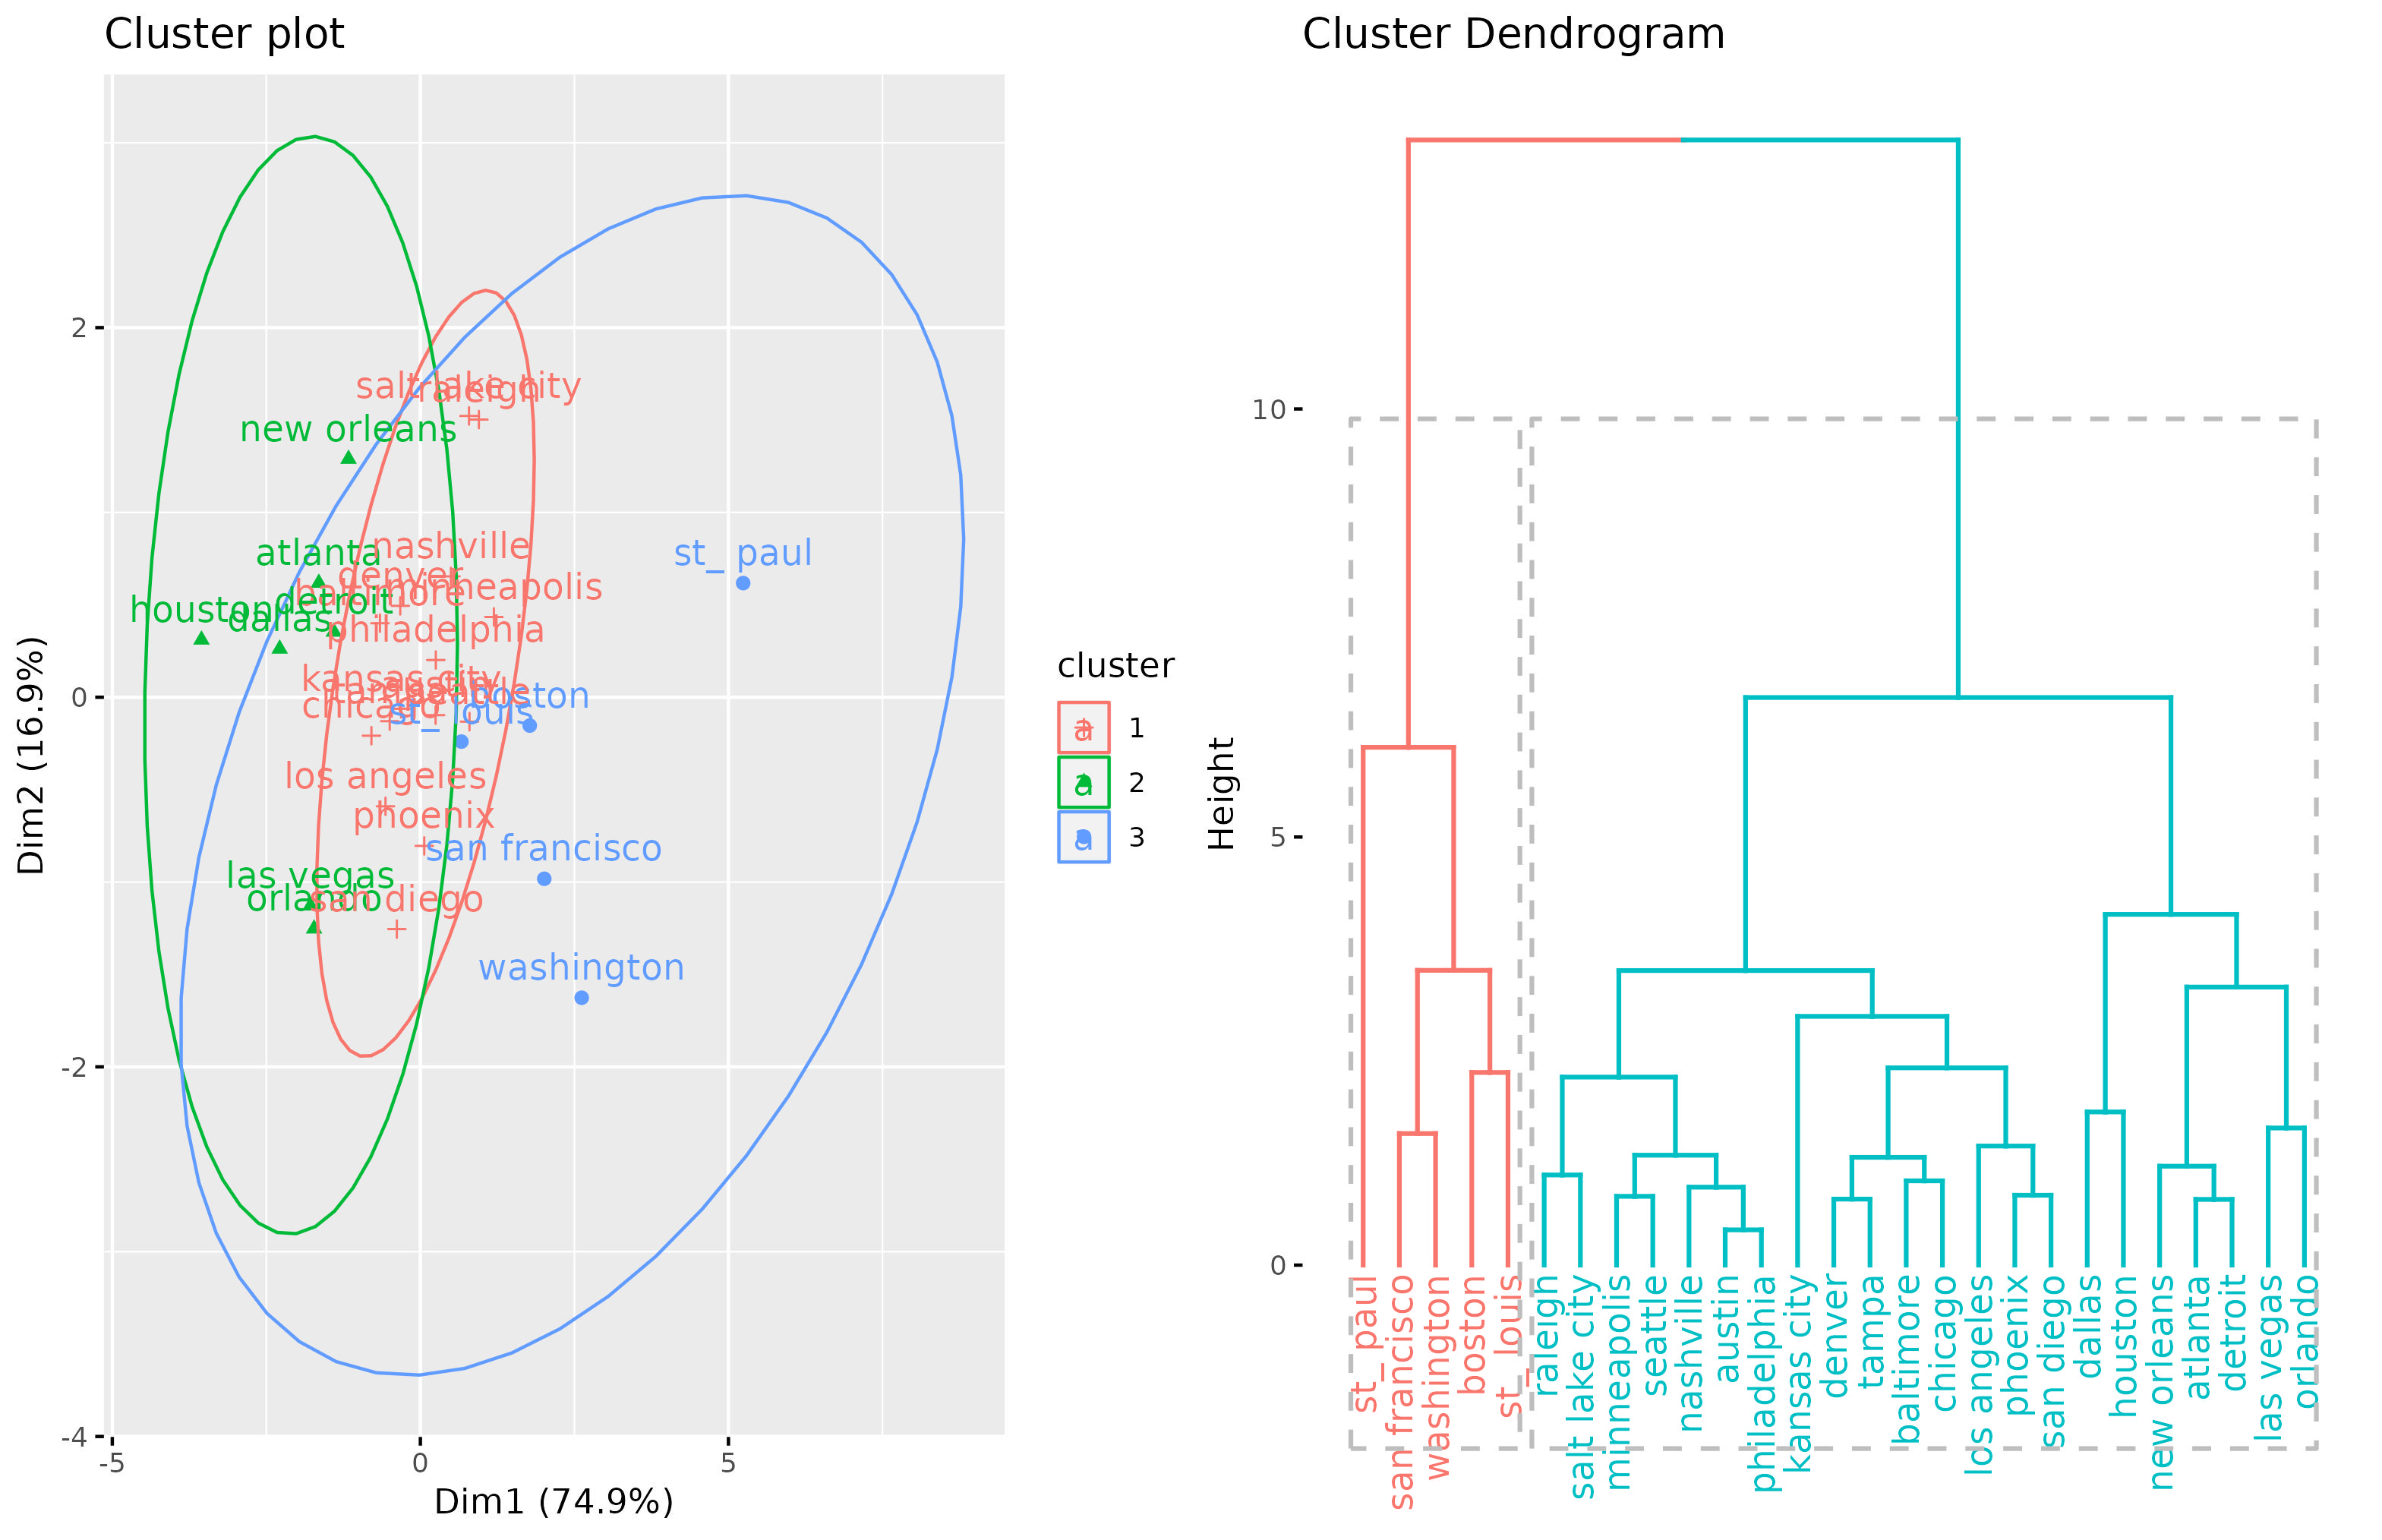 Cluster plot
Cluster Dendrogram
salt lake city
raleigh
new orleans
nashville
atlanta
denver
minneapolis
baltimore
st_ paul
houston
detroit
dallas
philadelphia
kansas city
boston
chicago
st_ louis
los angeles
phoenix
san francisco
las vegas
orlando
san diego
washington
2
0
-2
-4
-5
0
5
Dim1 (74.9%)
Dim2 (16.9%)
cluster
a 1
a 2
a 3
Height
10
5
0
st_ paul
san francisco
washington
boston
st_ louis
raleigh
salt lake city
minneapolis
seattle
nashville
austin
philadelphia
kansas city
denver
tampa
baltimore
chicago
los angeles
phoenix
san diego
dallas
houston
new orleans
atlanta
detroit
las vegas
orlando